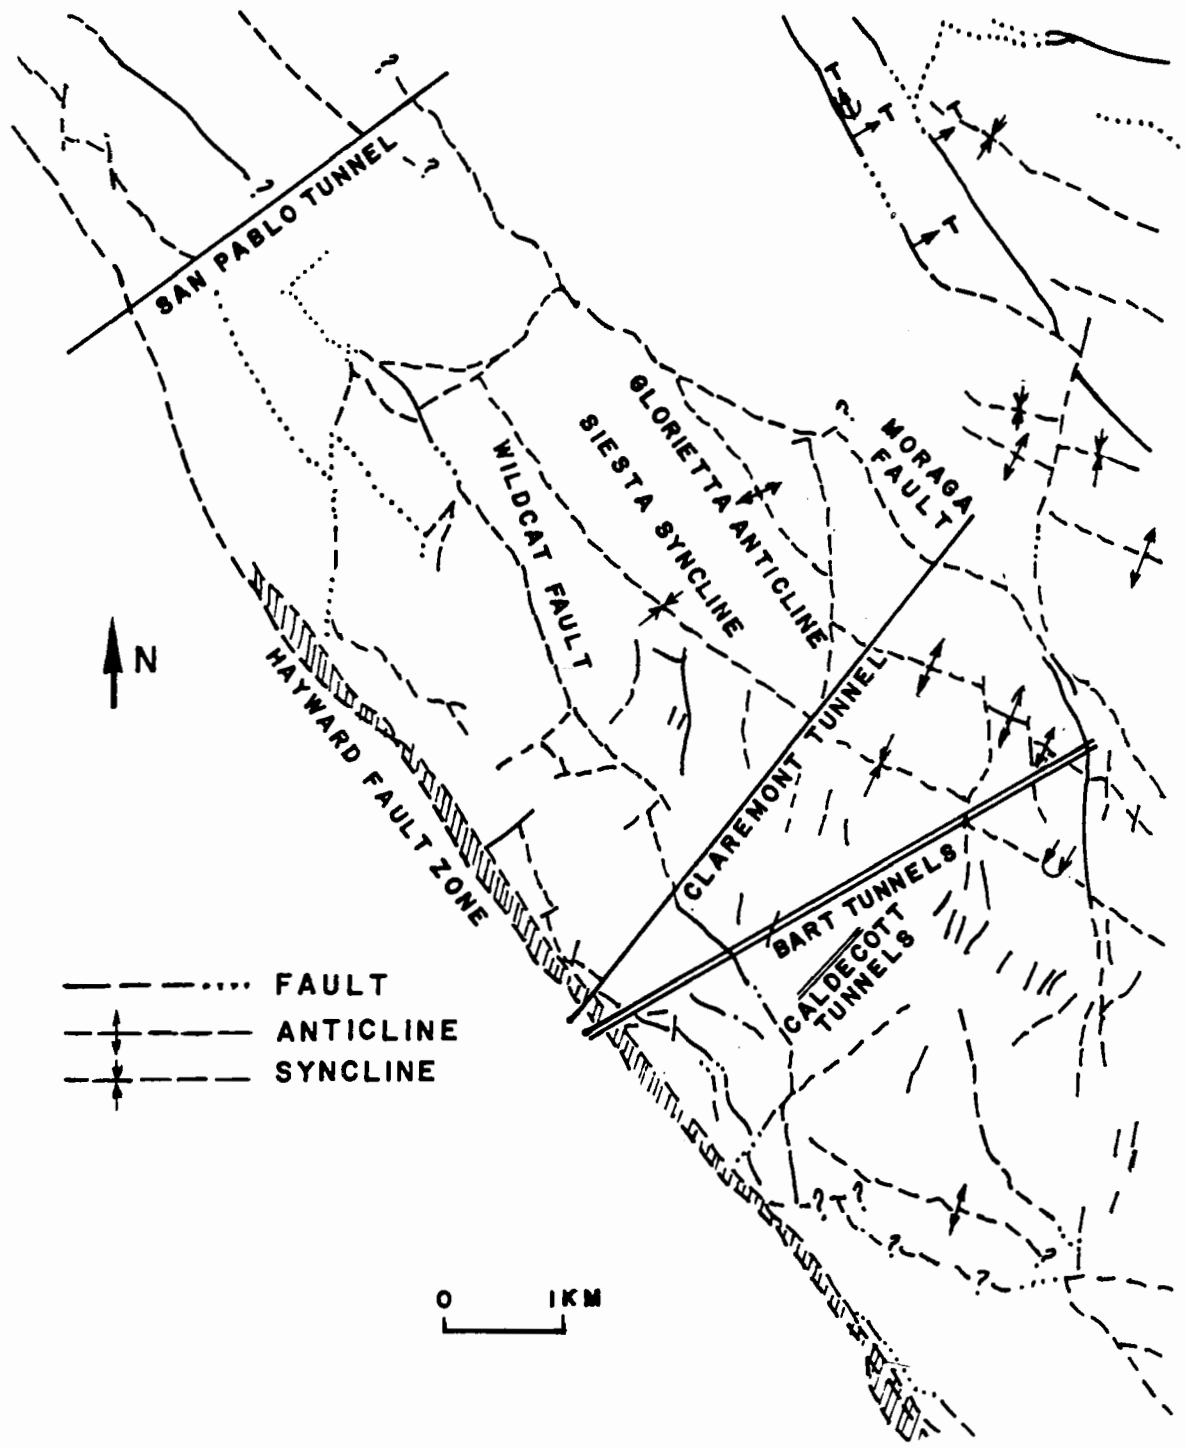 ?
?
?
SAN PABLO TUNNEL
T
T
T
T
GLORIETTA ANTICLINE
SIESTA SYNCLINE
WILDCAT FAULT
?
MORAGA
FAULT
N
HAYWARD FAULT ZONE
CLAREMONT TUNNEL
BART TUNNELS
CALDECOTT
TUNNELS
FAULT
ANTICLINE
SYNCLINE
?
?
?
?
?
0 1KM